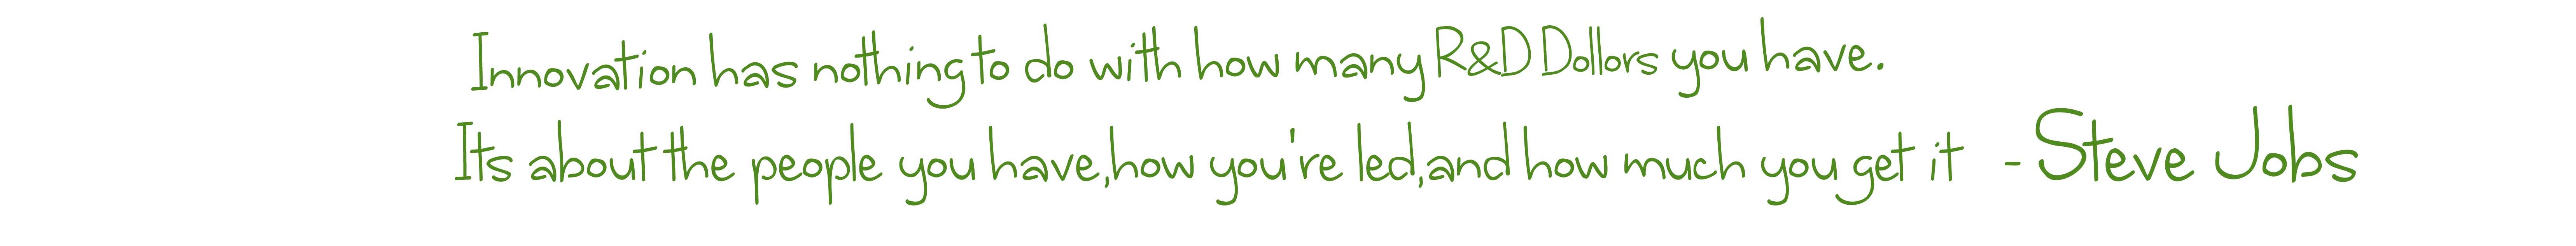 Innovation has nothing to do with how many R&D Dollors you have.
Its about the people you have,how you're led,and how much you get it - Steve Jobs